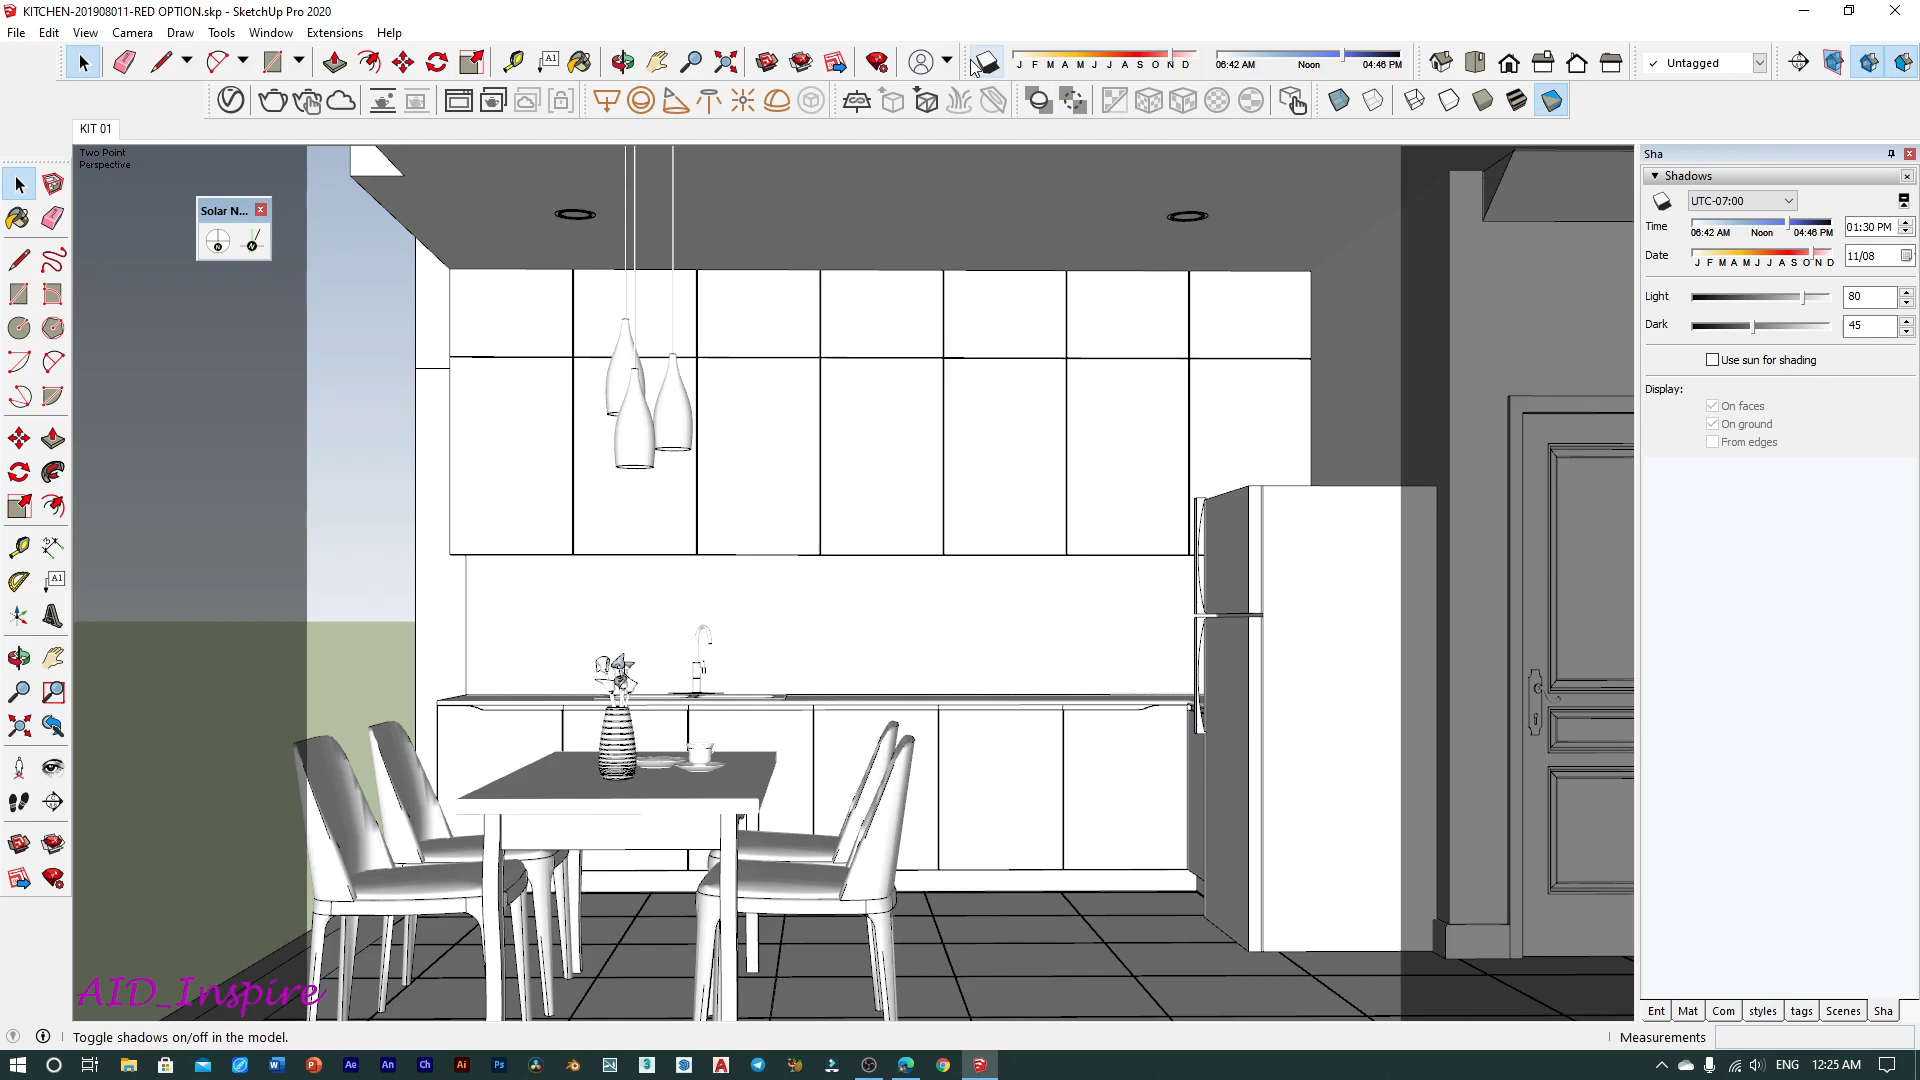 KITCHEN-201908011-RED OPTION.skp - SketchUp Pro 2020
File Edit View Camera Draw Tools Window Extensions Help
J F M A M J J A S O N D
06:42 AM Noon 04:46 PM
Untagged
KIT 01
Two Point
Perspective
Solar N...
Sha
Shadows
UTC-07:00
Time
06:42 AM Noon 04:46 PM
01:30 PM
Date
J F M A M J J A S O N D
11/08
Light
80
Dark
45
Use sun for shading
Display:
On faces
On ground
From edges
AID_Inspire
Ent Mat Com styles tags Scenes Sha
Toggle shadows on/off in the model.
Measurements
ENG 12:25 AM